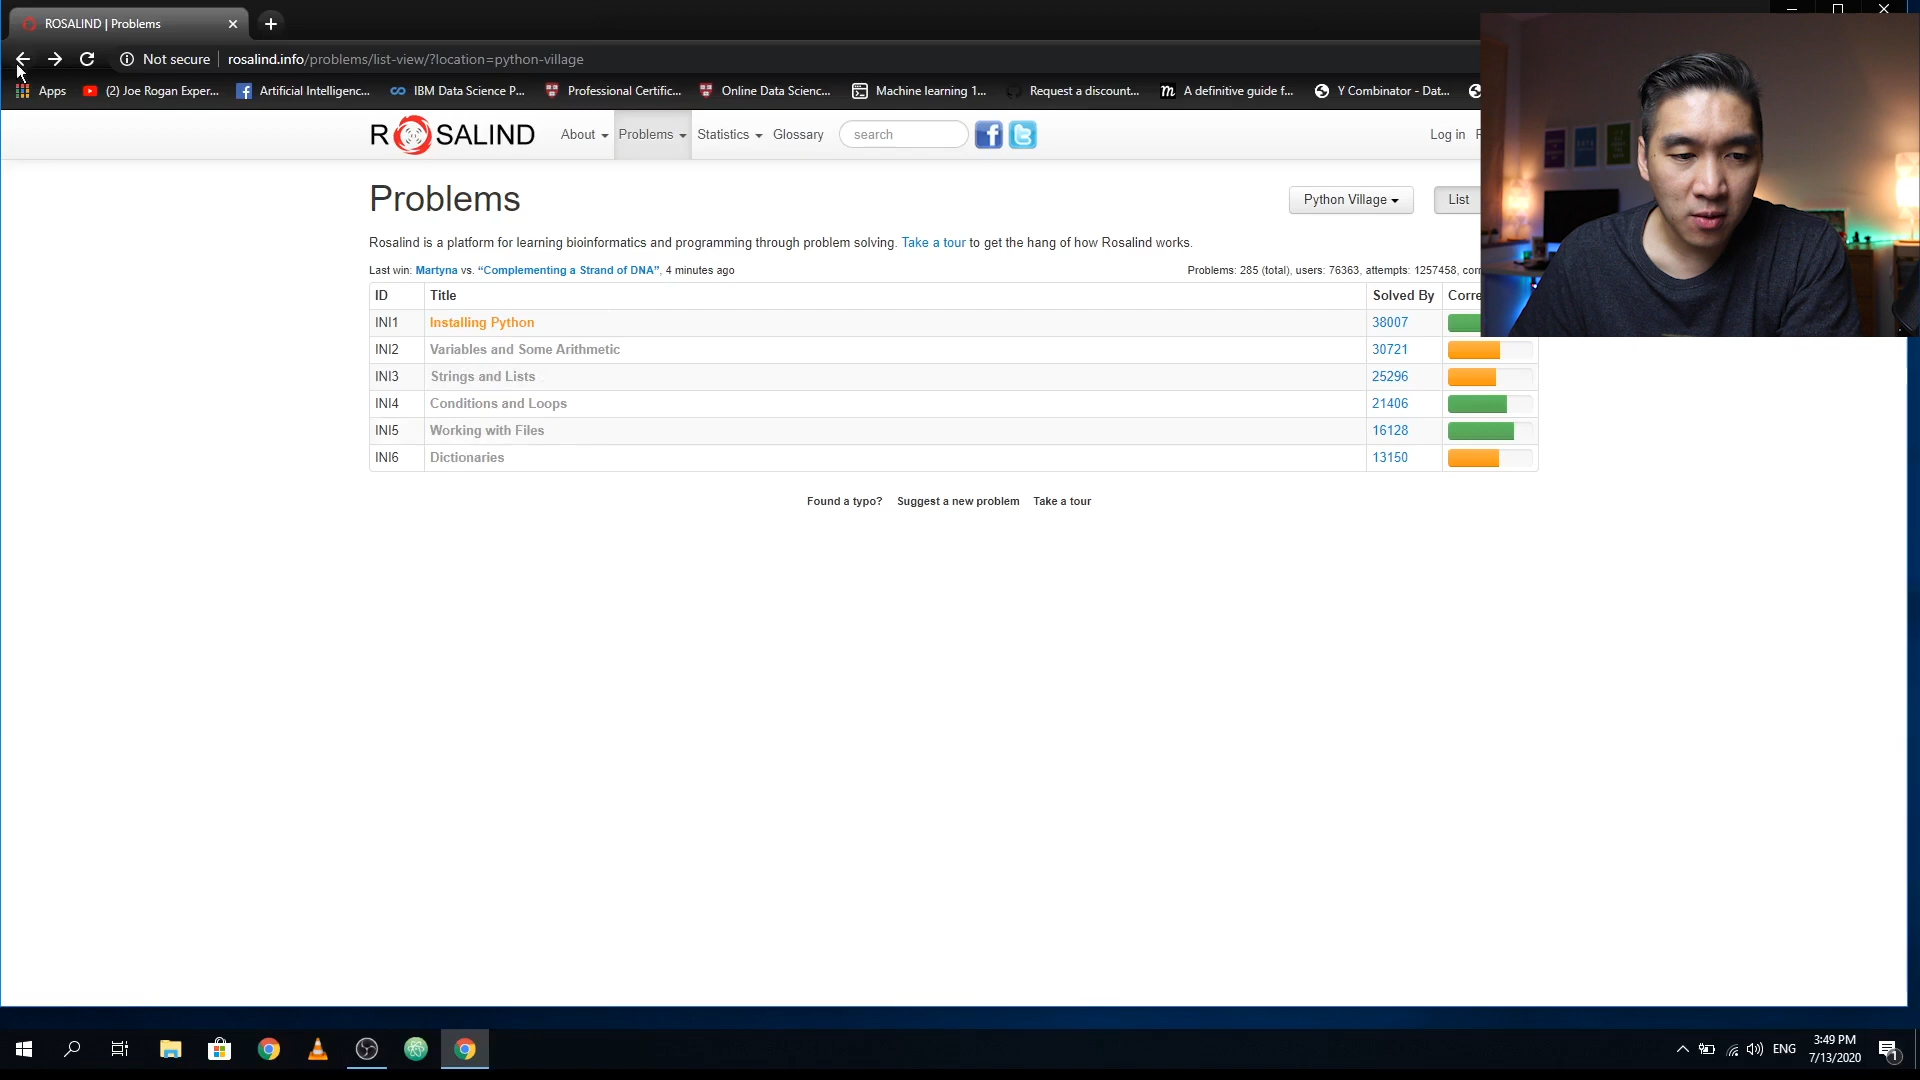 ROSALIND | Problems
Not secure rosalind.info/problems/list-view/?location=python-village
Apps (2) Joe Rogan Exper... Artificial Intelligenc... IBM Data Science P... Professional Certific... Online Data Scienc... Machine learning 1... Request a discount... A definitive guide f... Y Combinator - Dat...
ROSALIND About Problems Statistics Glossary search Log in
Problems
Python Village List
Rosalind is a platform for learning bioinformatics and programming through problem solving. Take a tour to get the hang of how Rosalind works.
Last win: Martyna vs. “Complementing a Strand of DNA”, 4 minutes ago Problems: 285 (total), users: 76363, attempts: 1257458,
ID Title Solved By
INI1 Installing Python 38007
INI2 Variables and Some Arithmetic 30721
INI3 Strings and Lists 25296
INI4 Conditions and Loops 21406
INI5 Working with Files 16128
INI6 Dictionaries 13150
Found a typo? Suggest a new problem Take a tour
ENG 3:49 PM
7/13/2020
1